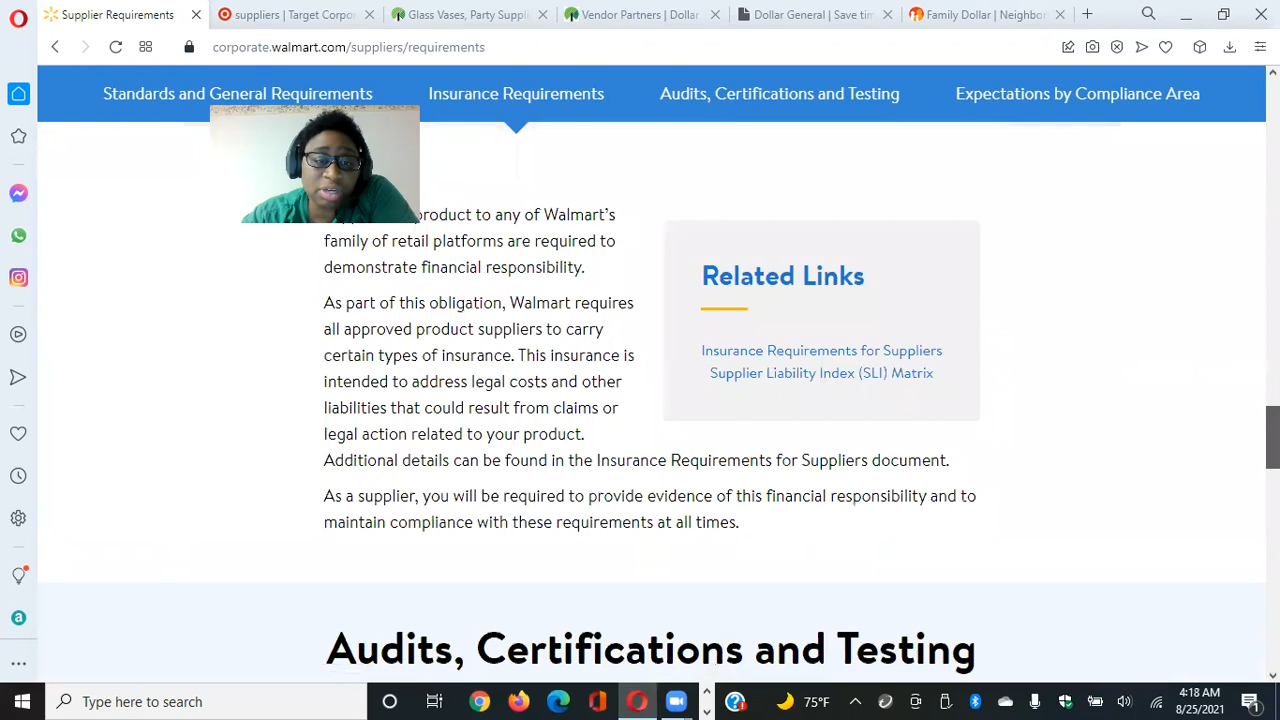 Supplier Requirements
suppliers | Target Corpo
Glass Vases, Party Suppli
Vendor Partners | Dollar
Dollar General | Save tim
Family Dollar | Neighbor
corporate.walmart.com/suppliers/requirements
Standards and General Requirements
Insurance Requirements
Audits, Certifications and Testing
Expectations by Compliance Area
product to any of Walmart's
family of retail platforms are required to
demonstrate financial responsibility.
As part of this obligation, Walmart requires
all approved product suppliers to carry
certain types of insurance. This insurance is
intended to address legal costs and other
liabilities that could result from claims or
legal action related to your product.
Additional details can be found in the Insurance Requirements for Suppliers document.
As a supplier, you will be required to provide evidence of this financial responsibility and to
maintain compliance with these requirements at all times.
Related Links
Insurance Requirements for Suppliers
Supplier Liability Index (SLI) Matrix
Audits, Certifications and Testing
Type here to search
75°F
4:18 AM
8/25/2021